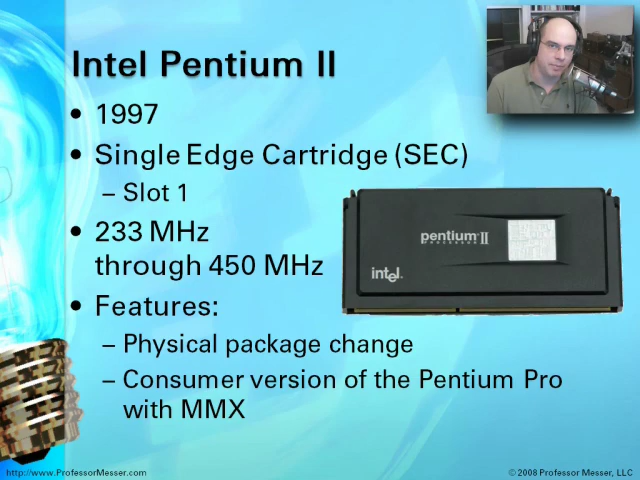 Intel Pentium II
• 1997
• Single Edge Cartridge (SEC)
– Slot 1
• 233 MHz
through 450 MHz
pentium II
PROCESSOR
intel.
• Features:
– Physical package change
– Consumer version of the Pentium Pro
with MMX
http://www.ProfessorMesser.com
© 2008 Professor Messer, LLC